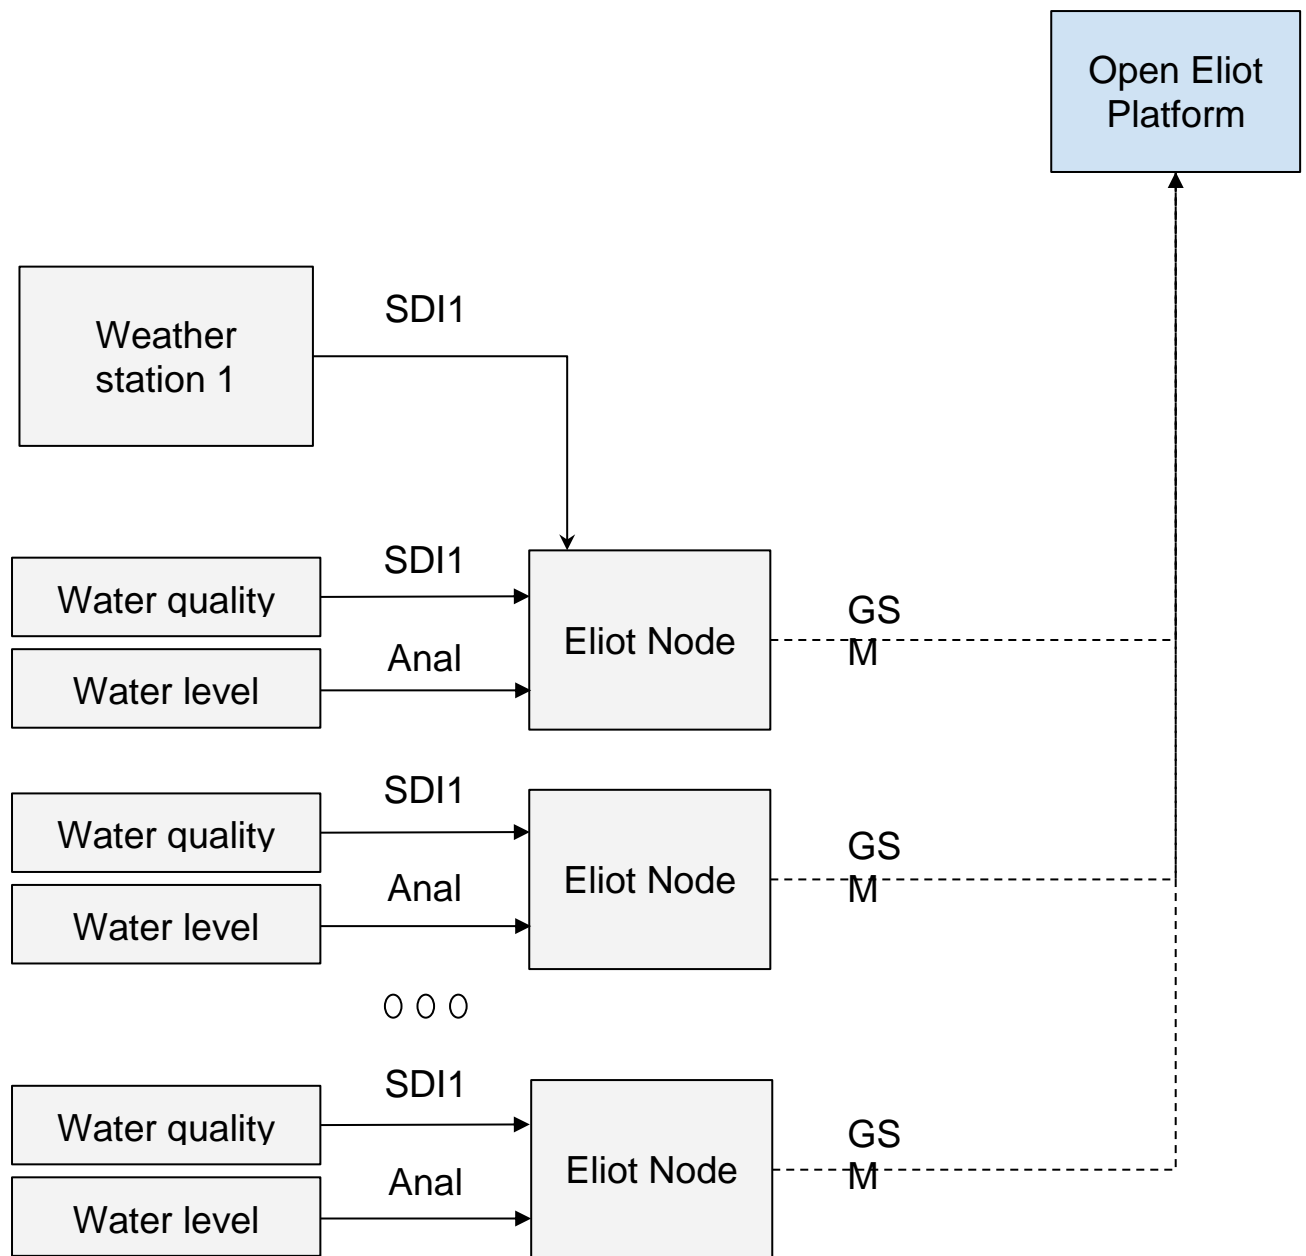 Open Eliot
Platform
SDI1
Weather
station 1
SDI1
Water quality
Eliot Node
GS
M
Anal
Water level
SDI1
Water quality
Eliot Node
GS
M
Anal
Water level
SDI1
Water quality
Eliot Node
GS
M
Anal
Water level